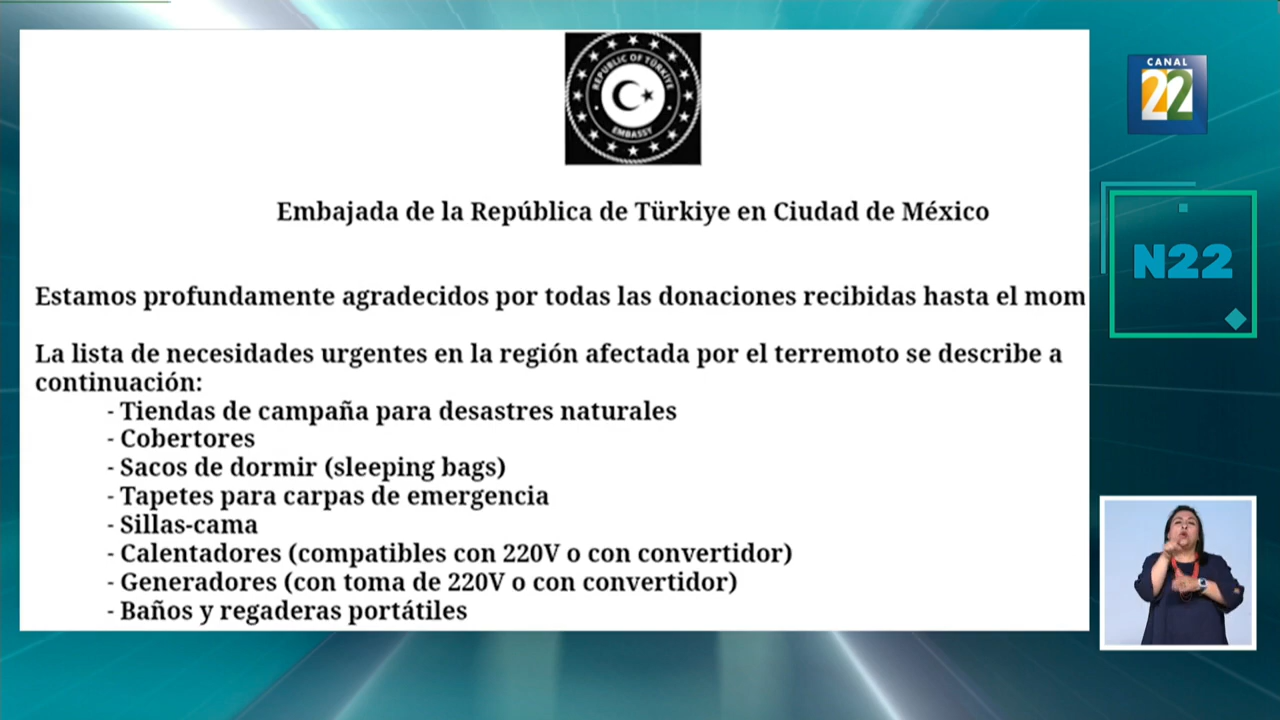 REPUBLIC OF TÜRKİYE
EMBASSY
CANAL
22
N22
Embajada de la República de Türkiye en Ciudad de México
Estamos profundamente agradecidos por todas las donaciones recibidas hasta el mom
La lista de necesidades urgentes en la región afectada por el terremoto se describe a
continuación:
- Tiendas de campaña para desastres naturales
- Cobertores
- Sacos de dormir (sleeping bags)
- Tapetes para carpas de emergencia
- Sillas-cama
- Calentadores (compatibles con 220V o con convertidor)
- Generadores (con toma de 220V o con convertidor)
- Baños y regaderas portátiles